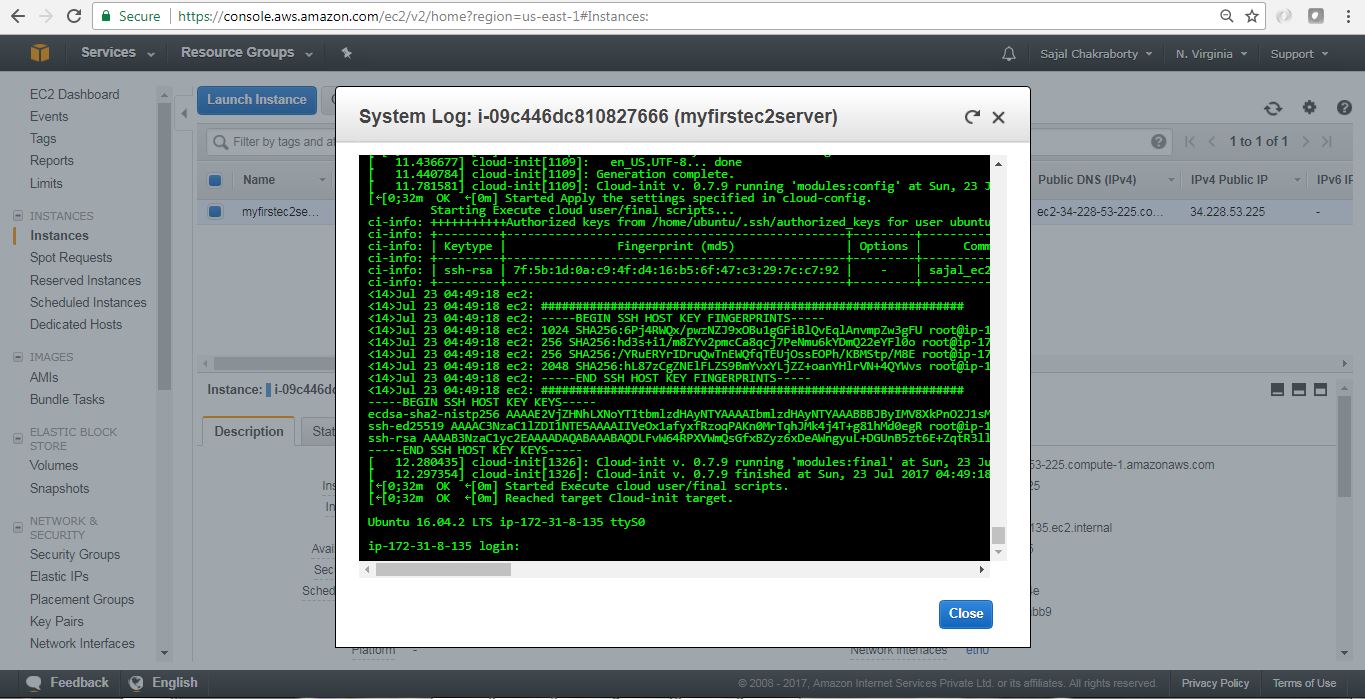 Secure | https://console.aws.amazon.com/ec2/v2/home?region=us-east-1#Instances:
Services Resource Groups Sajal Chakraborty N. Virginia Support
EC2 Dashboard
Events
Tags
Reports
Limits
INSTANCES
Instances
Spot Requests
Reserved Instances
Scheduled Instances
Dedicated Hosts
IMAGES
AMIs
Bundle Tasks
ELASTIC BLOCK
STORE
Volumes
Snapshots
NETWORK &
SECURITY
Security Groups
Elastic IPs
Placement Groups
Key Pairs
Network Interfaces
Launch Instance
Filter by tags and at
1 to 1 of 1
Name Public DNS (IPv4) IPv4 Public IP IPv6 IP
myfirstec2se... ec2-34-228-53-225.co... 34.228.53.225 -
Instance: i-09c446dc
Description Stat
53-225.compute-1.amazonaws.com
135.ec2.internal
Avai
Sec
Sched
Platform -
Network interfaces eth0
System Log: i-09c446dc810827666 (myfirstec2server)
[ 11.436677] cloud-init[1109]: en_US.UTF-8... done
[ 11.440784] cloud-init[1109]: Generation complete.
[ 11.781581] cloud-init[1109]: Cloud-init v. 0.7.9 running 'modules:config' at Sun, 23 J
[←[0;32m OK ←[0m] Started Apply the settings specified in cloud-config.
Starting Execute cloud user/final scripts...
ci-info: +++++++++++Authorized keys from /home/ubuntu/.ssh/authorized_keys for user ubuntu
ci-info: | Keytype | Fingerprint (md5) | Options | Comm
ci-info: | ssh-rsa | 7f:5b:1d:0a:c9:4f:d4:16:b5:6f:47:c3:29:7c:c7:92 | - | sajal_ec2
<14>Jul 23 04:49:18 ec2:
<14>Jul 23 04:49:18 ec2: #############################################################
<14>Jul 23 04:49:18 ec2: -----BEGIN SSH HOST KEY FINGERPRINTS-----
<14>Jul 23 04:49:18 ec2: 1024 SHA256:6Pj4RWQx/pwzNZJ9xOBu1gGFiBlQvEqlAnvmpZw3gFU root@ip-1
<14>Jul 23 04:49:18 ec2: 256 SHA256:hd3s+i1/m8ZYv2pmcCa8qcj7PeNmu6kYDmQ22eYFl0o root@ip-17
<14>Jul 23 04:49:18 ec2: 256 SHA256:/YRuERYrIDruQwTnEWQfqTEUjOssEOPh/KBMStp/M8E root@ip-17
<14>Jul 23 04:49:18 ec2: 2048 SHA256:hL87zCgZNElFLZS9BmYvxYLjZZ+oanYHlrVN+4QYWvs root@ip-1
<14>Jul 23 04:49:18 ec2: -----END SSH HOST KEY FINGERPRINTS-----
<14>Jul 23 04:49:18 ec2: #############################################################
-----BEGIN SSH HOST KEY KEYS-----
ecdsa-sha2-nistp256 AAAAE2VjZHNhLXNoYTItbmlzdHAyNTYAAAAIbmlzdHAyNTYAAABBBJByIMV8XkPnO2J1sM
ssh-ed25519 AAAAC3NzaC1lZDI1NTE5AAAAIIVeOx1afyxfRzoqPAKn0MrTqhJMk4j4T+g81hMd0egR root@ip-1
ssh-rsa AAAAB3NzaC1yc2EAAAADAQABAAABAQDLFvW64RPXVWmQsGfxBZyz6xDeAWngyuL+DGUnB5zt6E+ZqtR3ll
-----END SSH HOST KEY KEYS-----
[ 12.280435] cloud-init[1326]: Cloud-init v. 0.7.9 running 'modules:final' at Sun, 23 Ju
[ 12.297354] cloud-init[1326]: Cloud-init v. 0.7.9 finished at Sun, 23 Jul 2017 04:49:18
[←[0;32m OK ←[0m] Started Execute cloud user/final scripts.
[←[0;32m OK ←[0m] Reached target Cloud-init target.
Ubuntu 16.04.2 LTS ip-172-31-8-135 ttyS0
ip-172-31-8-135 login:
Close
Feedback English © 2008 - 2017, Amazon Internet Services Private Ltd. or its affiliates. All rights reserved. Privacy Policy Terms of Use